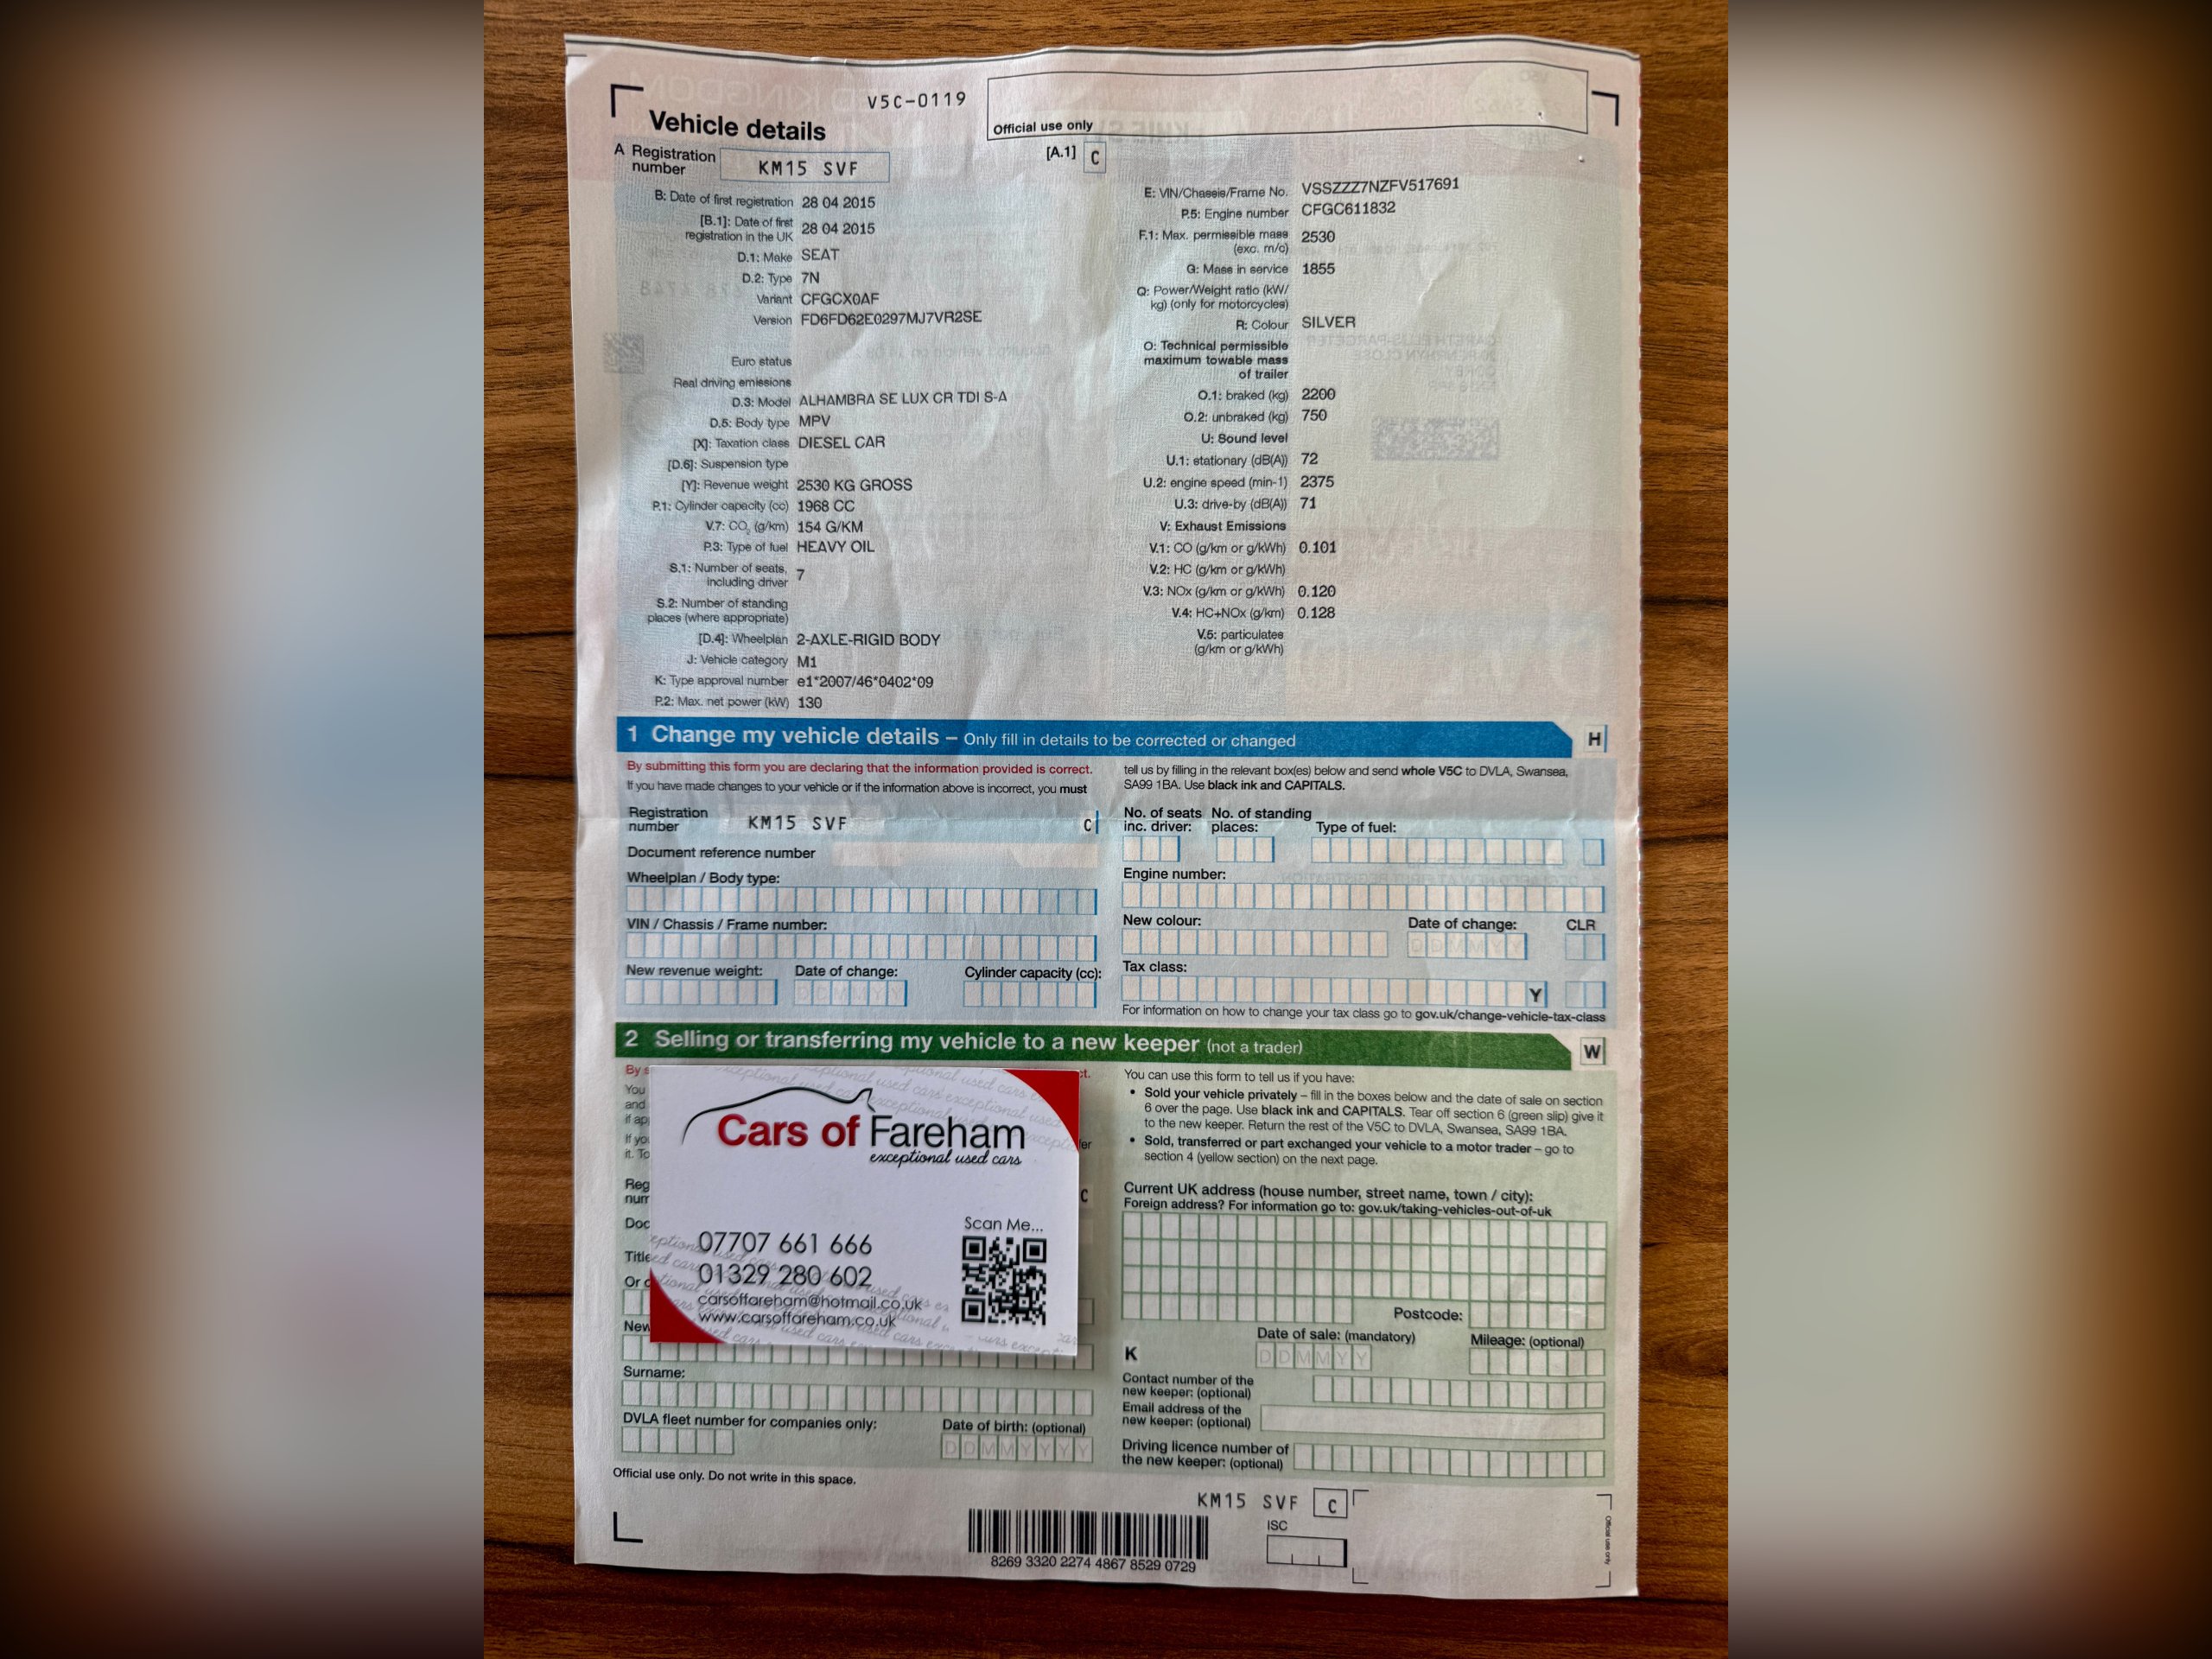 V5C-0119
Vehicle details
Official use only
A Registration number KM15 SVF
[A.1] C
B: Date of first registration 28 04 2015
[B.1]: Date of first registration in the UK 28 04 2015
D.1: Make SEAT
D.2: Type 7N
Variant CFGCX0AF
Version FD6FD62E0297MJ7VR2SE
Euro status
Real driving emissions
D.3: Model ALHAMBRA SE LUX CR TDI S-A
D.5: Body type MPV
[X]: Taxation class DIESEL CAR
[D.6]: Suspension type
[Y]: Revenue weight 2530 KG GROSS
P.1: Cylinder capacity (cc) 1968 CC
V.7: CO2 (g/km) 154 G/KM
P.3: Type of fuel HEAVY OIL
S.1: Number of seats, including driver 7
S.2: Number of standing places (where appropriate)
[D.4]: Wheelplan 2-AXLE-RIGID BODY
J: Vehicle category M1
K: Type approval number e1*2007/46*0402*09
P.2: Max. net power (kW) 130
E: VIN/Chassis/Frame No. VSSZZZ7NZFV517691
P.5: Engine number CFGC611832
F.1: Max. permissible mass (exc. m/c) 2530
G: Mass in service 1855
Q: Power/Weight ratio (kW/kg) (only for motorcycles)
R: Colour SILVER
O: Technical permissible maximum towable mass of trailer
O.1: braked (kg) 2200
O.2: unbraked (kg) 750
U: Sound level
U.1: stationary (dB(A)) 72
U.2: engine speed (min-1) 2375
U.3: drive-by (dB(A)) 71
V: Exhaust Emissions
V.1: CO (g/km or g/kWh) 0.101
V.2: HC (g/km or g/kWh)
V.3: NOx (g/km or g/kWh) 0.120
V.4: HC+NOx (g/km) 0.128
V.5: particulates (g/km or g/kWh)
1 Change my vehicle details – Only fill in details to be corrected or changed
H
By submitting this form you are declaring that the information provided is correct.
If you have made changes to your vehicle or if the information above is incorrect, you must
tell us by filling in the relevant box(es) below and send whole V5C to DVLA, Swansea,
SA99 1BA. Use black ink and CAPITALS.
Registration number KM15 SVF C
Document reference number
Wheelplan / Body type:
VIN / Chassis / Frame number:
New revenue weight: Date of change: Cylinder capacity (cc):
DDMMYY
No. of seats inc. driver: No. of standing places: Type of fuel:
Engine number:
New colour: Date of change: CLR
DDMMYY
Tax class:
Y
For information on how to change your tax class go to gov.uk/change-vehicle-tax-class
2 Selling or transferring my vehicle to a new keeper (not a trader)
W
By s
ct.
You
and
if ap
If you
it. To
Reg
num
C
Doc
Title
Or c
New
Cars of Fareham
exceptional used cars
07707 661 666
01329 280 602
carsoffareham@hotmail.co.uk
www.carsoffareham.co.uk
Scan Me...
Surname:
DVLA fleet number for companies only: Date of birth: (optional)
DDMMYYYY
You can use this form to tell us if you have:
• Sold your vehicle privately – fill in the boxes below and the date of sale on section
6 over the page. Use black ink and CAPITALS. Tear off section 6 (green slip) give it
to the new keeper. Return the rest of the V5C to DVLA, Swansea, SA99 1BA.
• Sold, transferred or part exchanged your vehicle to a motor trader – go to
section 4 (yellow section) on the next page.
Current UK address (house number, street name, town / city):
Foreign address? For information go to: gov.uk/taking-vehicles-out-of-uk
Postcode:
Date of sale: (mandatory) Mileage: (optional)
K DDMMYY
Contact number of the new keeper: (optional)
Email address of the new keeper: (optional)
Driving licence number of the new keeper: (optional)
Official use only. Do not write in this space.
KM15 SVF C
ISC
8269 3320 2274 4867 8529 0729
Official use only